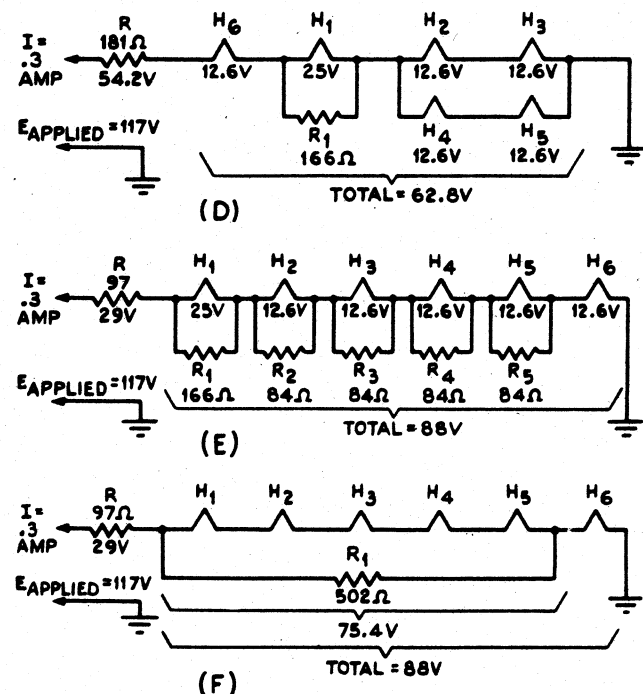 I=
.3
AMP
R
181Ω
54.2V
H6
12.6V
H1
25V
H2
12.6V
H3
12.6V
R1
166Ω
H4
12.6V
H5
12.6V
E APPLIED =117V
TOTAL=62.8V
(D)
I=
.3
AMP
R
97
29V
H1
25V
H2
12.6V
H3
12.6V
H4
12.6V
H5
12.6V
H6
12.6V
R1
166Ω
R2
84Ω
R3
84Ω
R4
84Ω
R5
84Ω
E APPLIED =117V
TOTAL=88V
(E)
I=
.3
AMP
R
97Ω
29V
H1 H2 H3 H4 H5 H6
R1
502Ω
E APPLIED =117V
75.4V
TOTAL=88V
(F)